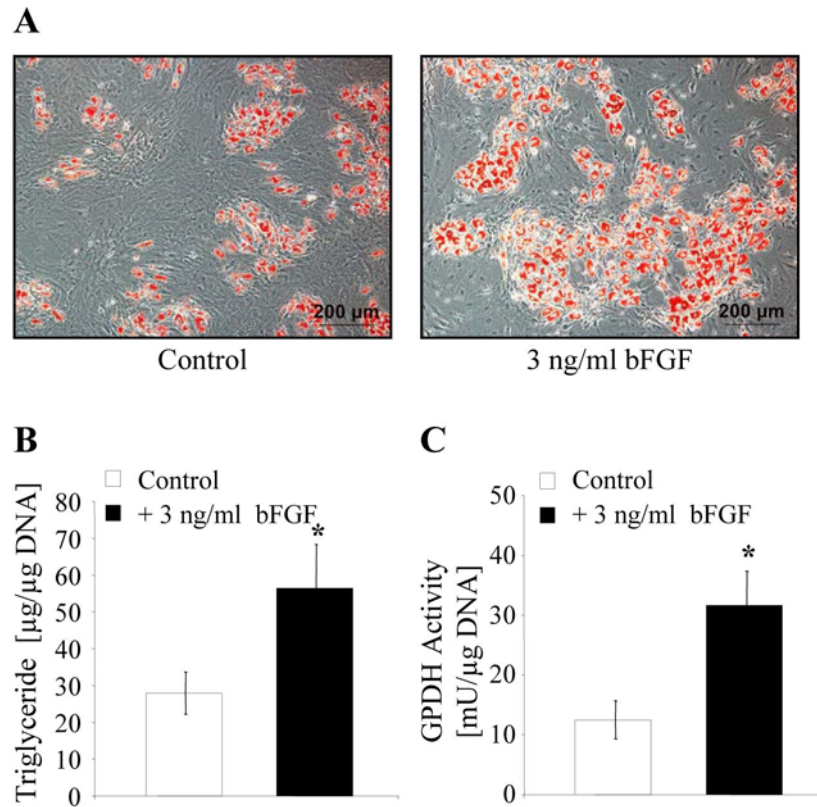 A
200 µm
200 µm
Control
3 ng/ml bFGF
B
Control
+ 3 ng/ml bFGF
Triglyceride [µg/µg DNA]
80
70
60
50
40
30
20
10
0
*
C
Control
+ 3 ng/ml bFGF
GPDH Activity
[mU/µg DNA]
50
40
30
20
10
0
*